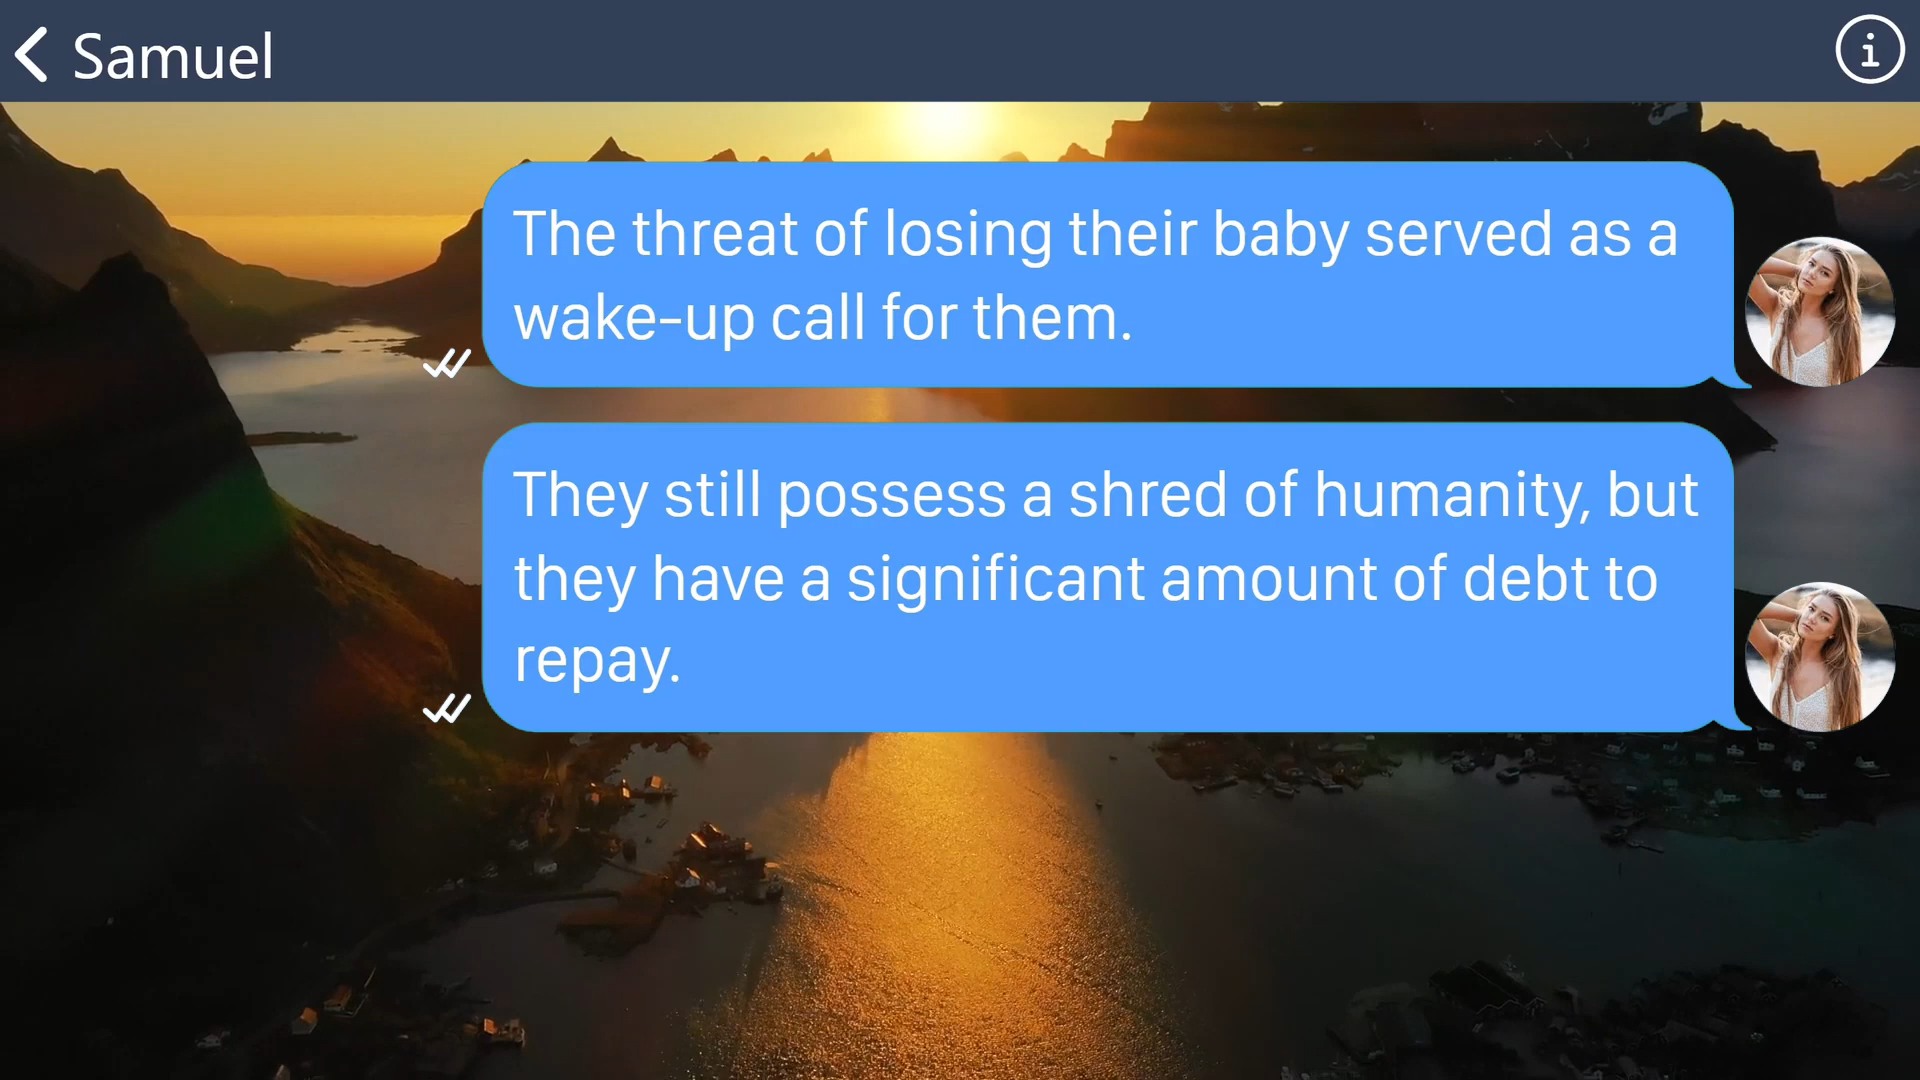 Samuel
The threat of losing their baby served as a
wake-up call for them.
They still possess a shred of humanity, but
they have a significant amount of debt to
repay.